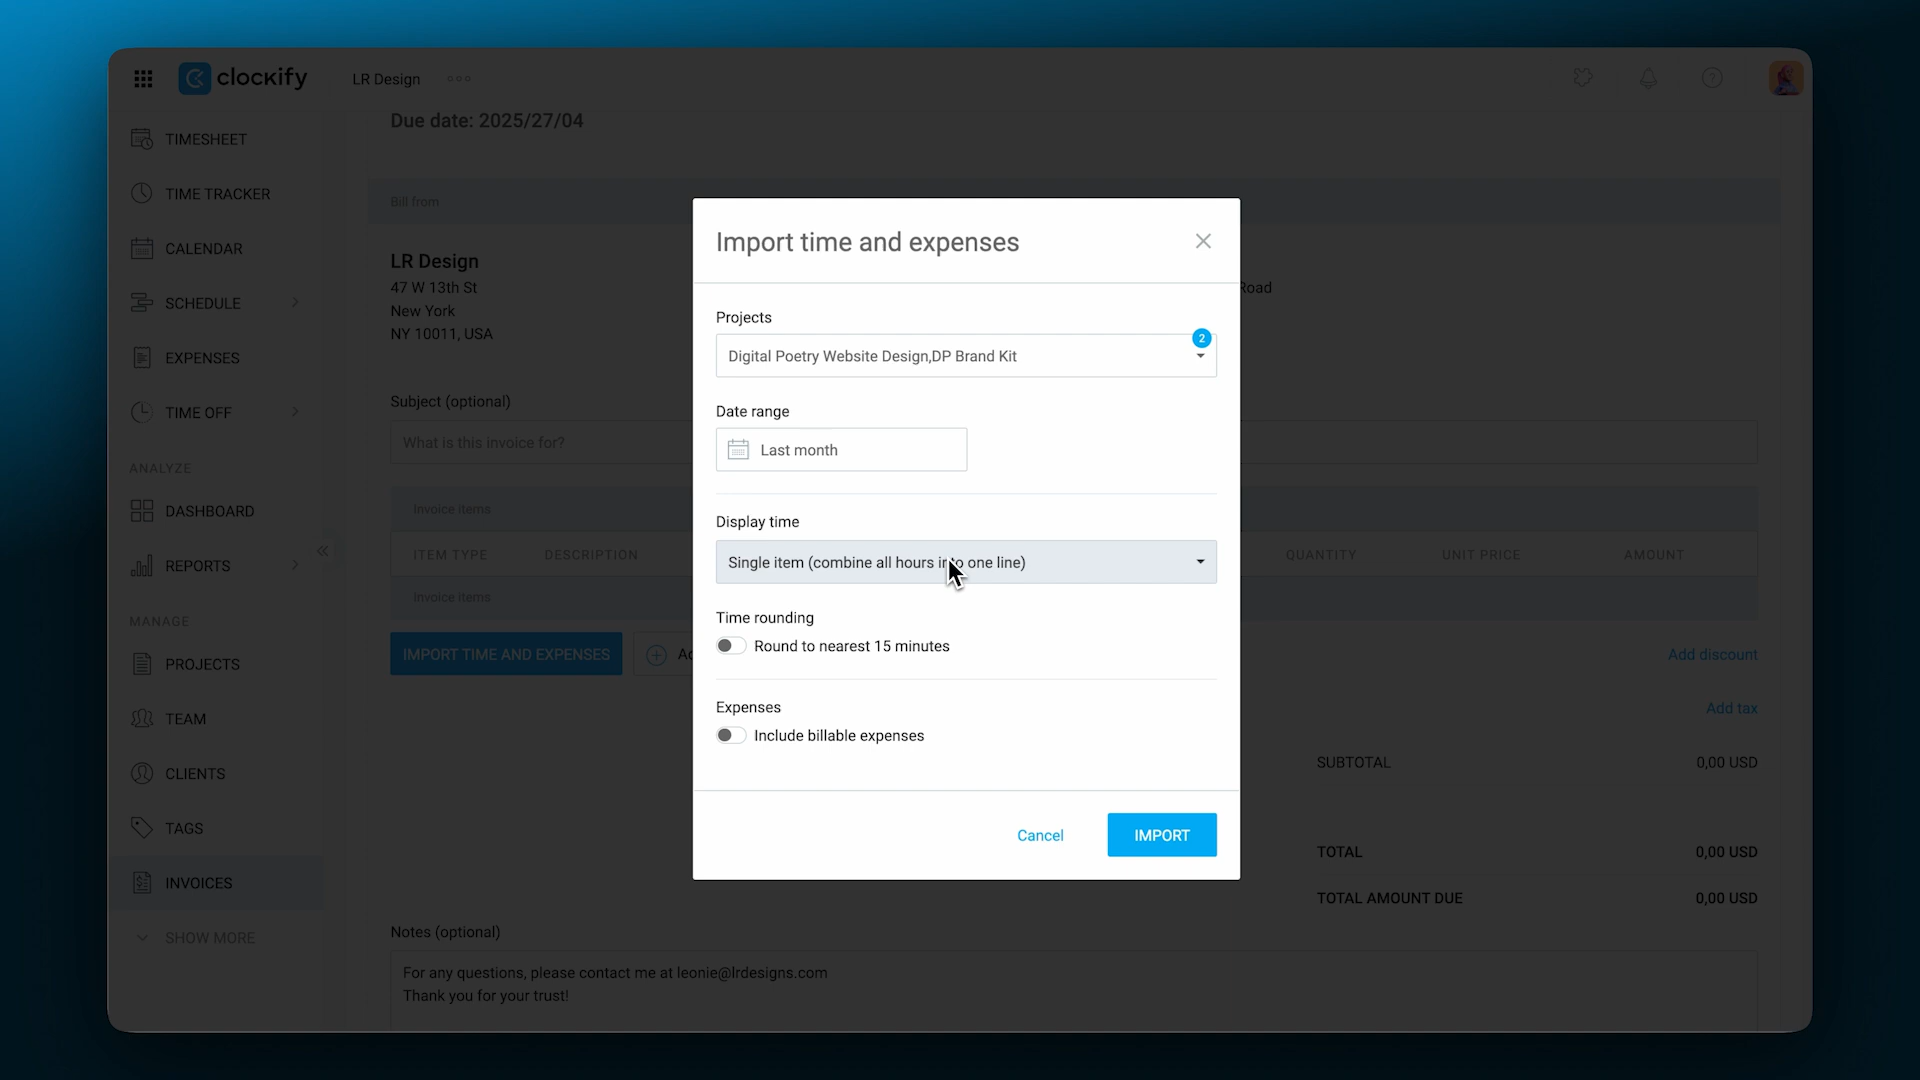 clockify
LR Design
TIMESHEET
TIME TRACKER
CALENDAR
SCHEDULE
EXPENSES
TIME OFF
ANALYZE
DASHBOARD
REPORTS
MANAGE
PROJECTS
TEAM
CLIENTS
TAGS
INVOICES
SHOW MORE
Due date: 2025/27/04
Bill from
LR Design
47 W 13th St
New York
NY 10011, USA
Road
Subject (optional)
What is this invoice for?
Invoice items
ITEM TYPE DESCRIPTION QUANTITY UNIT PRICE AMOUNT
Invoice items
IMPORT TIME AND EXPENSES
Add discount
Add tax
SUBTOTAL 0,00 USD
TOTAL 0,00 USD
TOTAL AMOUNT DUE 0,00 USD
Notes (optional)
For any questions, please contact me at leonie@lrdesigns.com
Thank you for your trust!
Import time and expenses
Projects
2
Digital Poetry Website Design,DP Brand Kit
Date range
Last month
Display time
Single item (combine all hours into one line)
Time rounding
Round to nearest 15 minutes
Expenses
Include billable expenses
Cancel
IMPORT